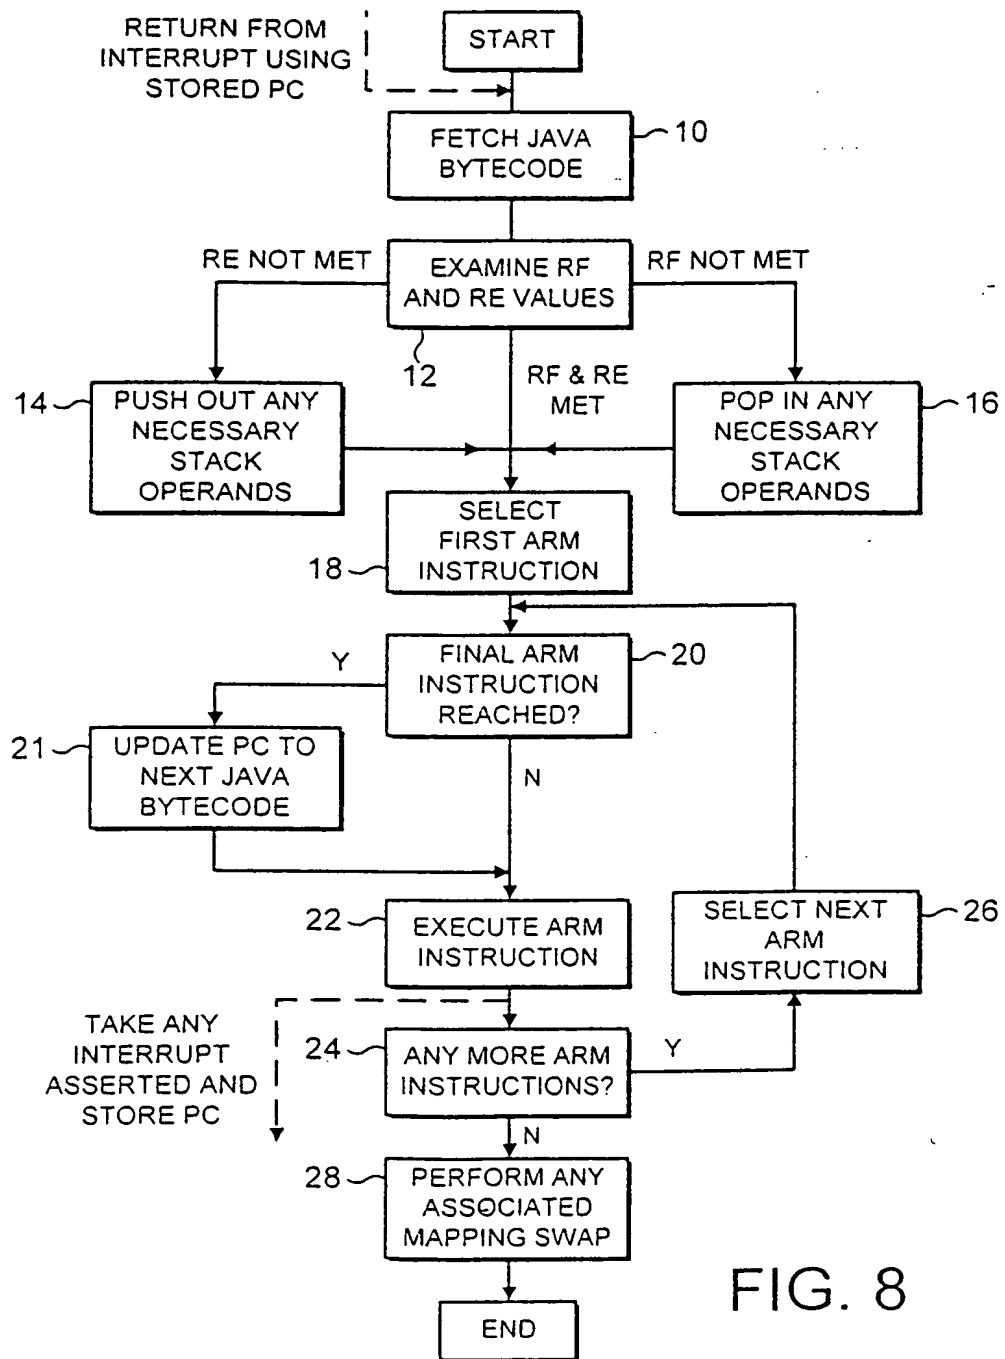 RETURN FROM
INTERRUPT USING
STORED PC
START
FETCH JAVA
BYTECODE
10
RE NOT MET
EXAMINE RF
AND RE VALUES
RF NOT MET
12
RF & RE
MET
14
PUSH OUT ANY
NECESSARY
STACK
OPERANDS
POP IN ANY
NECESSARY
STACK
OPERANDS
16
SELECT
FIRST ARM
INSTRUCTION
18
Y
FINAL ARM
INSTRUCTION
REACHED?
20
21
UPDATE PC TO
NEXT JAVA
BYTECODE
N
22
EXECUTE ARM
INSTRUCTION
SELECT NEXT
ARM
INSTRUCTION
26
TAKE ANY
INTERRUPT
ASSERTED AND
STORE PC
24
ANY MORE ARM
INSTRUCTIONS?
Y
N
28
PERFORM ANY
ASSOCIATED
MAPPING SWAP
END
FIG. 8